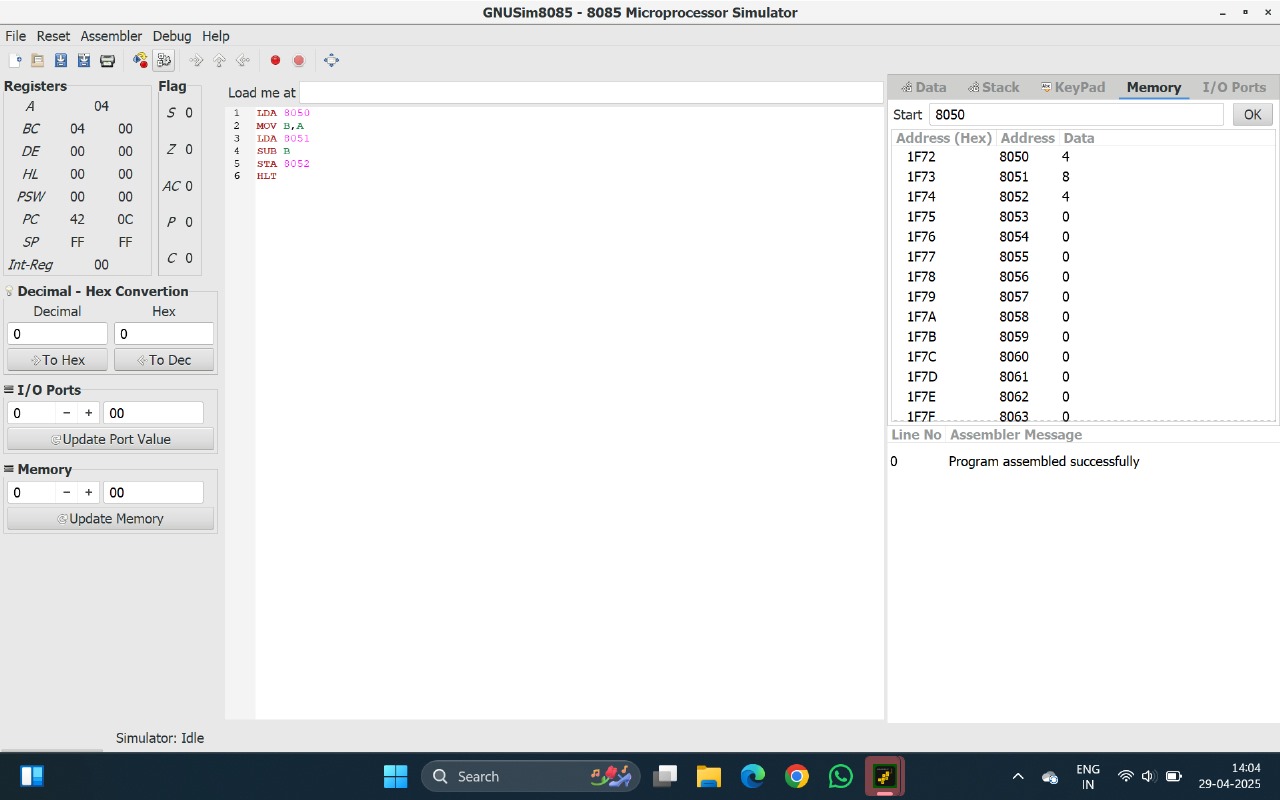 GNUSim8085 - 8085 Microprocessor Simulator
File Reset Assembler Debug Help
Registers
A 04
BC 04 00
DE 00 00
HL 00 00
PSW 00 00
PC 42 0C
SP FF FF
Int-Reg 00
Flag
S 0
Z 0
AC 0
P 0
C 0
Decimal - Hex Convertion
Decimal Hex
0 0
To Hex To Dec
I/O Ports
0 - + 00
Update Port Value
Memory
0 - + 00
Update Memory
Load me at
1 LDA 8050
2 MOV B,A
3 LDA 8051
4 SUB B
5 STA 8052
6 HLT
Data Stack KeyPad Memory I/O Ports
Start 8050 OK
Address (Hex) Address Data
1F72 8050 4
1F73 8051 8
1F74 8052 4
1F75 8053 0
1F76 8054 0
1F77 8055 0
1F78 8056 0
1F79 8057 0
1F7A 8058 0
1F7B 8059 0
1F7C 8060 0
1F7D 8061 0
1F7E 8062 0
1F7F 8063 0
Line No Assembler Message
0 Program assembled successfully
Simulator: Idle
Search
ENG
IN
14:04
29-04-2025